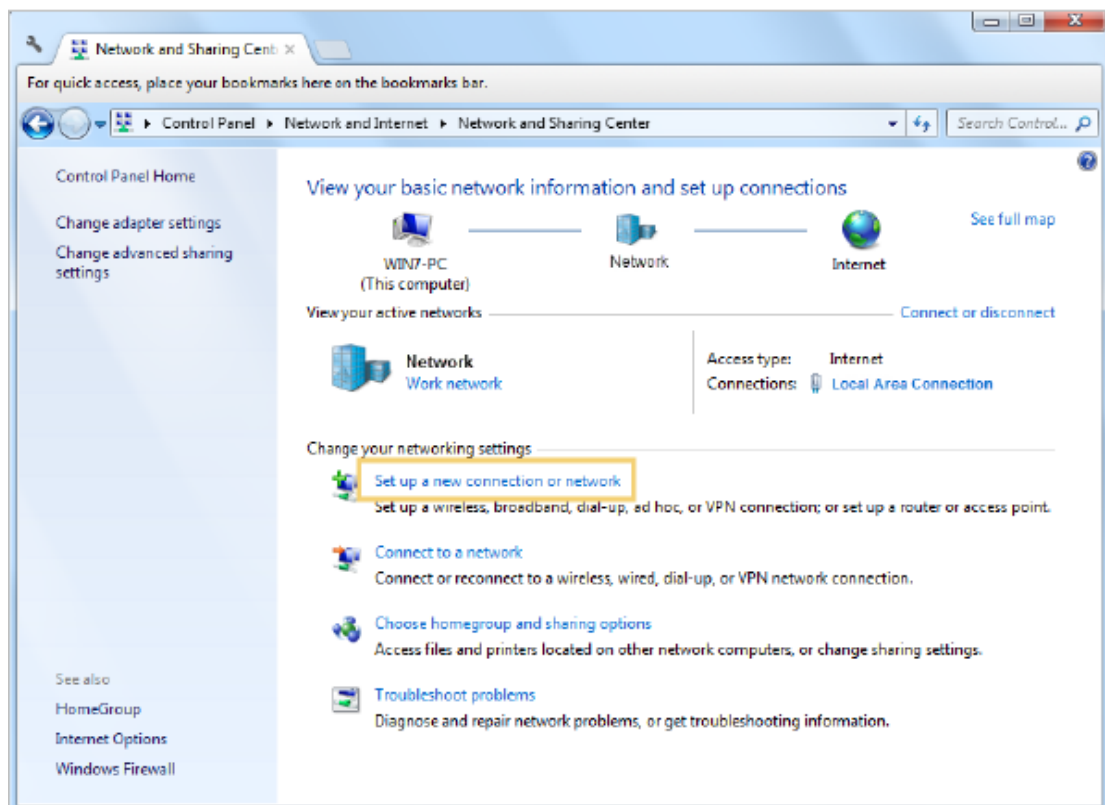 Network and Sharing Cent
For quick access, place your bookmarks here on the bookmarks bar.
Control Panel Network and Internet Network and Sharing Center
Search Control...
Control Panel Home
Change adapter settings
Change advanced sharing
settings
View your basic network information and set up connections
See full map
WIN7-PC
(This computer)
Network
Internet
View your active networks
Connect or disconnect
Network
Work network
Access type: Internet
Connections: Local Area Connection
Change your networking settings
Set up a new connection or network
Set up a wireless, broadband, dial-up, ad hoc, or VPN connection; or set up a router or access point.
Connect to a network
Connect or reconnect to a wireless, wired, dial-up, or VPN network connection.
Choose homegroup and sharing options
Access files and printers located on other network computers, or change sharing settings.
Troubleshoot problems
Diagnose and repair network problems, or get troubleshooting information.
See also
HomeGroup
Internet Options
Windows Firewall